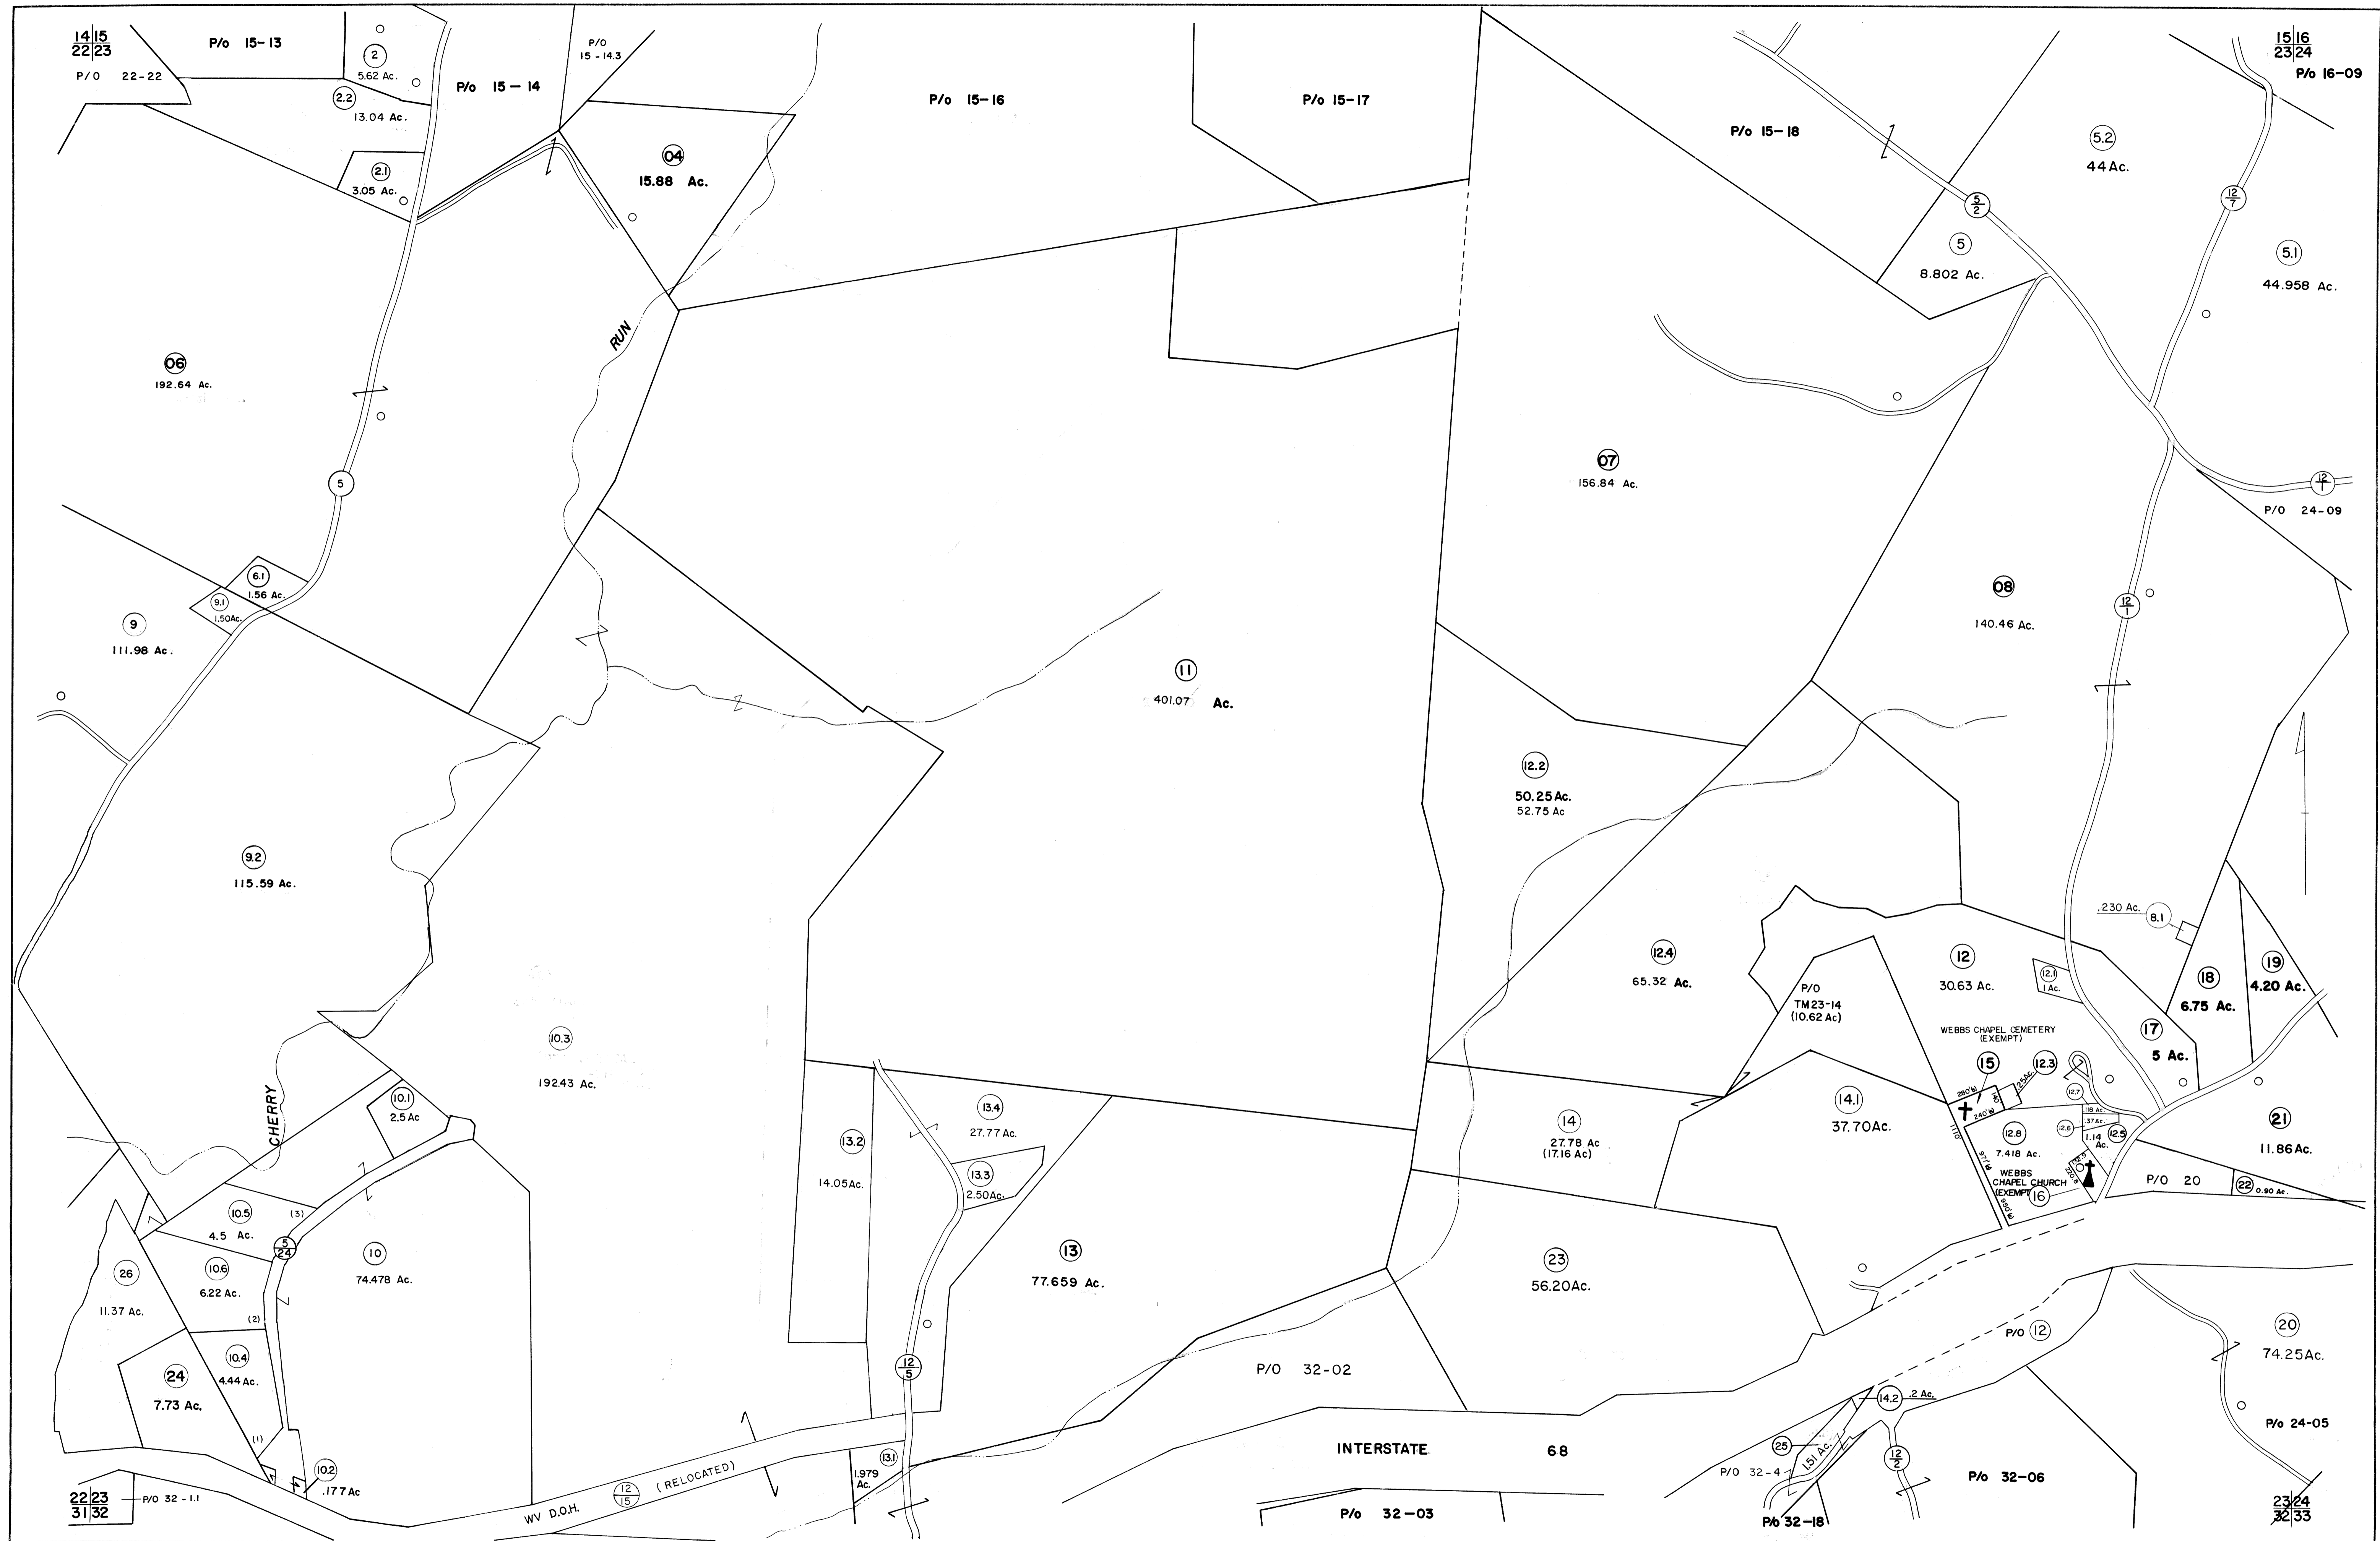 14 15
22 23
P/O 22-22
P/o 15-13
2
5.62 Ac.
2.2
13.04 Ac.
2.1
3.05 Ac.
P/o 15-14
P/O
15-14.3
04
15.88 Ac.
P/o 15-16
P/o 15-17
P/o 15-18
15 16
23 24
P/o 16-09
5.2
44 Ac.
5
2
12
7
5
8.802 Ac.
5.1
44.958 Ac.
RUN
06
192.64 Ac.
5
07
156.84 Ac.
12
1
P/O 24-09
6.1
1.56 Ac.
9.1
1.50 Ac.
9
111.98 Ac.
08
140.46 Ac.
12
1
11
401.07 Ac.
12.2
50.25 Ac.
52.75 Ac
9.2
115.59 Ac.
.230 Ac.
8.1
12.4
65.32 Ac.
P/O
TM 23-14
(10.62 Ac)
12
30.63 Ac.
12.1
1 Ac.
18
6.75 Ac.
19
4.20 Ac.
10.3
192.43 Ac.
WEBBS CHAPEL CEMETERY
(EXEMPT)
17
5 Ac.
15
12.3
.25Ac.
280'(s)
140
240'(s)
1110
971'(s)
950'(s)
12.7
.118 Ac.
12.6
.37Ac.
12.5
1.14
Ac.
12.8
7.418 Ac.
WEBBS
CHAPEL CHURCH
(EXEMPT)
16
21
11.86 Ac.
P/O 20
22
0.90 Ac.
CHERRY
10.1
2.5 Ac
13.4
27.77 Ac.
13.2
14.05 Ac.
13.3
2.50 Ac.
14
27.78 Ac
(17.16 Ac)
14.1
37.70 Ac.
10.5
4.5 Ac.
(3)
5
24
10
74.478 Ac.
26
11.37 Ac.
10.6
6.22 Ac.
(2)
13
77.659 Ac.
23
56.20 Ac.
P/O 12
20
74.25 Ac.
24
7.73 Ac.
10.4
4.44 Ac.
(1)
12
5
P/O 32-02
14.2
.2 Ac.
P/o 24-05
10.2
.177 Ac
13.1
1.979
Ac.
INTERSTATE 68
25
1.51 Ac.
P/O 32-4
12
2
P/o 32-06
22 23
31 32
P/O 32-1.1
WV D.O.H.
12
15
(RELOCATED)
P/o 32-03
P/o 32-18
23 24
32 33